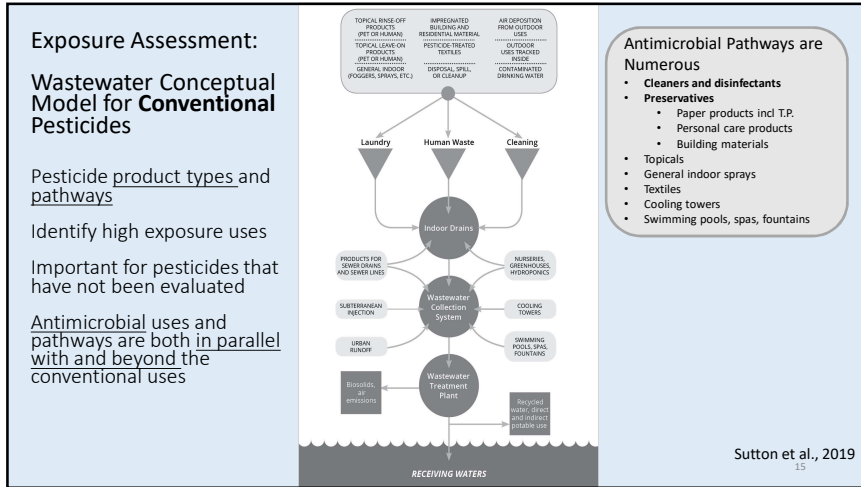 Exposure Assessment:
Wastewater Conceptual
Model for Conventional
Pesticides
Pesticide product types and
pathways
Identify high exposure uses
Important for pesticides that
have not been evaluated
Antimicrobial uses and
pathways are both in parallel
with and beyond the
conventional uses
TOPICAL RINSE-OFF
PRODUCTS
(PET OR HUMAN)
IMPREGNATED
BUILDING AND
RESIDENTIAL MATERIAL
AIR DEPOSITION
FROM OUTDOOR
USES
TOPICAL LEAVE-ON
PRODUCTS
(PET OR HUMAN)
PESTICIDE-TREATED
TEXTILES
OUTDOOR
USES TRACKED
INSIDE
GENERAL INDOOR
(FOGGERS, SPRAYS, ETC.)
DISPOSAL, SPILL,
OR CLEANUP
CONTAMINATED
DRINKING WATER
Laundry
Human Waste
Cleaning
Indoor Drains
PRODUCTS FOR
SEWER DRAINS
AND SEWER LINES
NURSERIES,
GREENHOUSES,
HYDROPONICS
SUBTERRANEAN
INJECTION
Wastewater
Collection
System
COOLING
TOWERS
URBAN
RUNOFF
SWIMMING
POOLS, SPAS,
FOUNTAINS
Wastewater
Treatment
Plant
Biosolids,
air
emissions
Recycled
water, direct
and indirect
potable use
RECEIVING WATERS
Antimicrobial Pathways are
Numerous
• Cleaners and disinfectants
• Preservatives
• Paper products incl T.P.
• Personal care products
• Building materials
• Topicals
• General indoor sprays
• Textiles
• Cooling towers
• Swimming pools, spas, fountains
Sutton et al., 2019
15